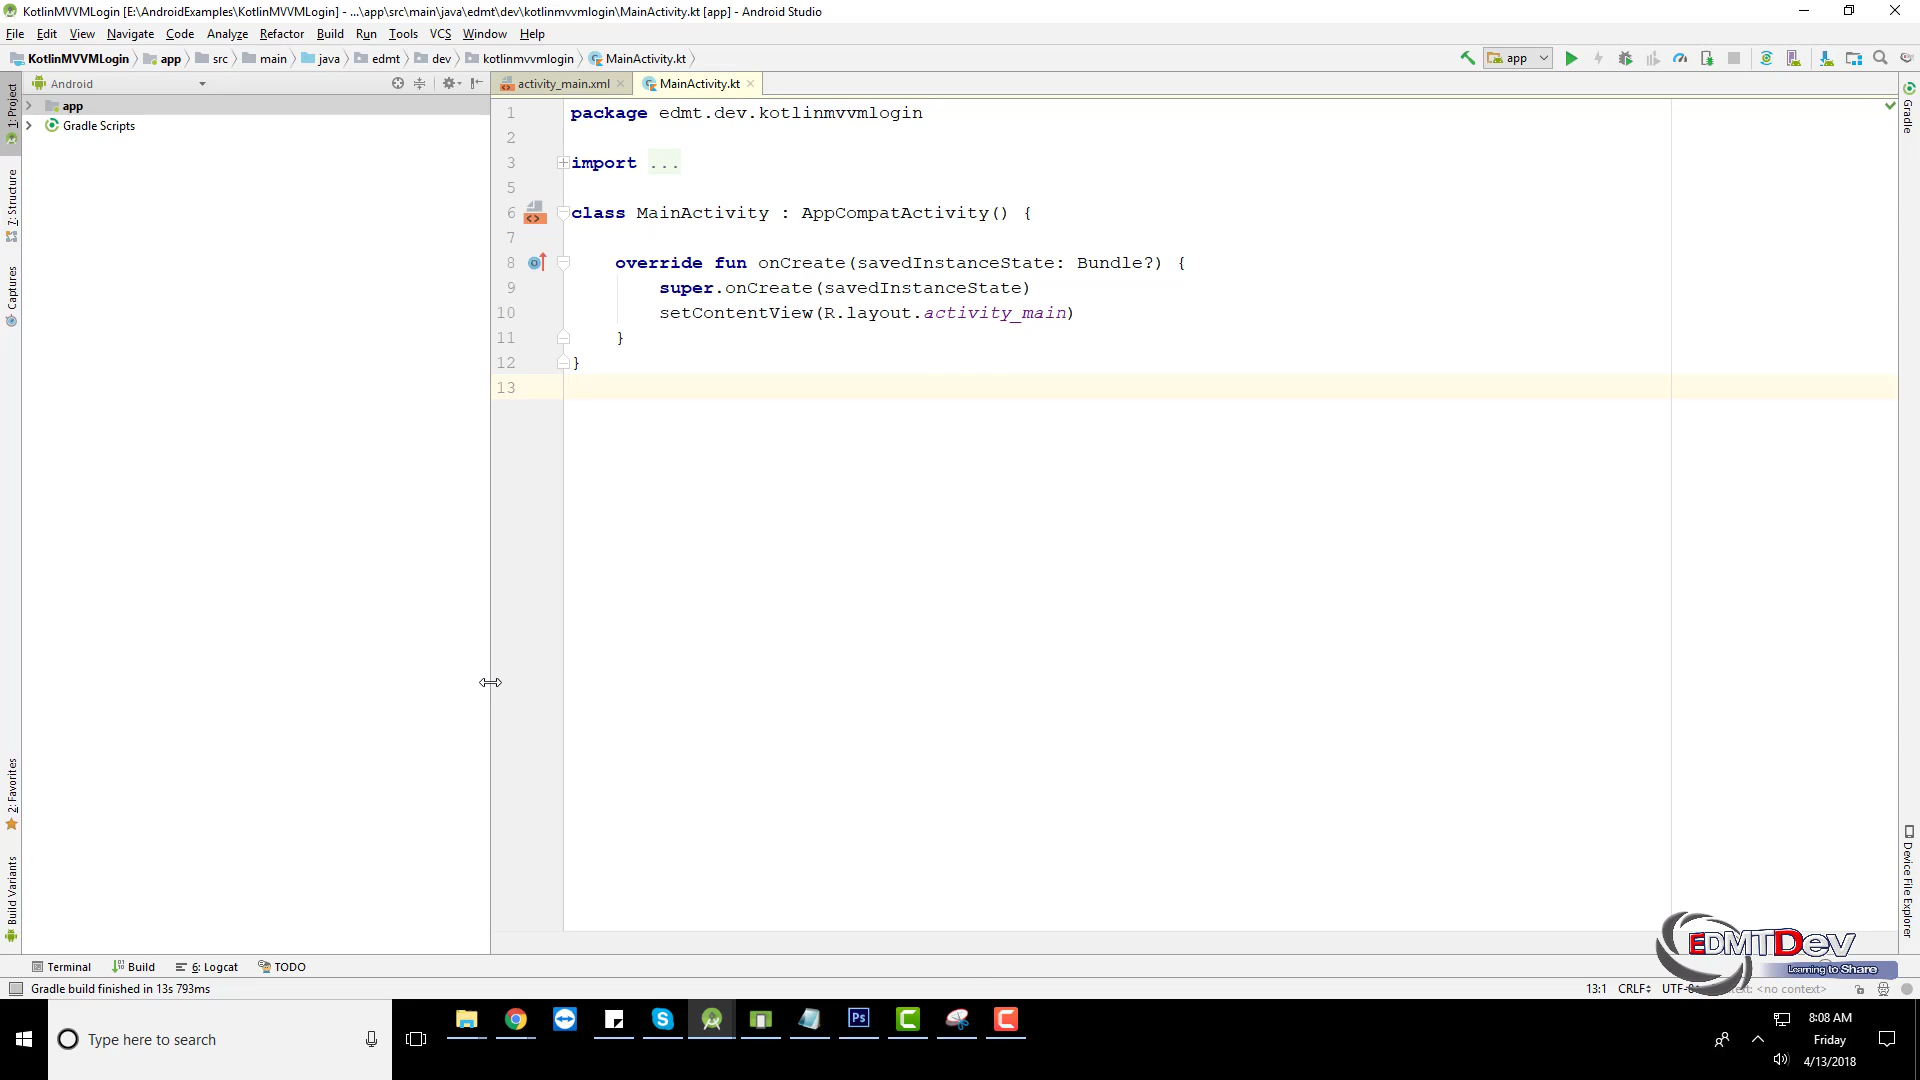 KotlinMVVMLogin [E:\AndroidExamples\KotlinMVVMLogin] - ...\app\src\main\java\edmt\dev\kotlinmvvmlogin\MainActivity.kt [app] - Android Studio
File Edit View Navigate Code Analyze Refactor Build Run Tools VCS Window Help
KotlinMVVMLogin app src main java edmt dev kotlinmvvmlogin MainActivity.kt app
Android activity_main.xml MainActivity.kt
1: Project
7: Structure
Captures
2: Favorites
Build Variants
app
Gradle Scripts
1 package edmt.dev.kotlinmvvmlogin
2
3 import ...
5
6 class MainActivity : AppCompatActivity() {
7
8 override fun onCreate(savedInstanceState: Bundle?) {
9 super.onCreate(savedInstanceState)
10 setContentView(R.layout.activity_main)
11 }
12 }
13
Gradle
Device File Explorer
EDMTDev
Learning to Share
Terminal Build 6: Logcat TODO
Gradle build finished in 13s 793ms 13:1 CRLF UTF-8 <no context>
Type here to search
Ps
8:08 AM
Friday
4/13/2018